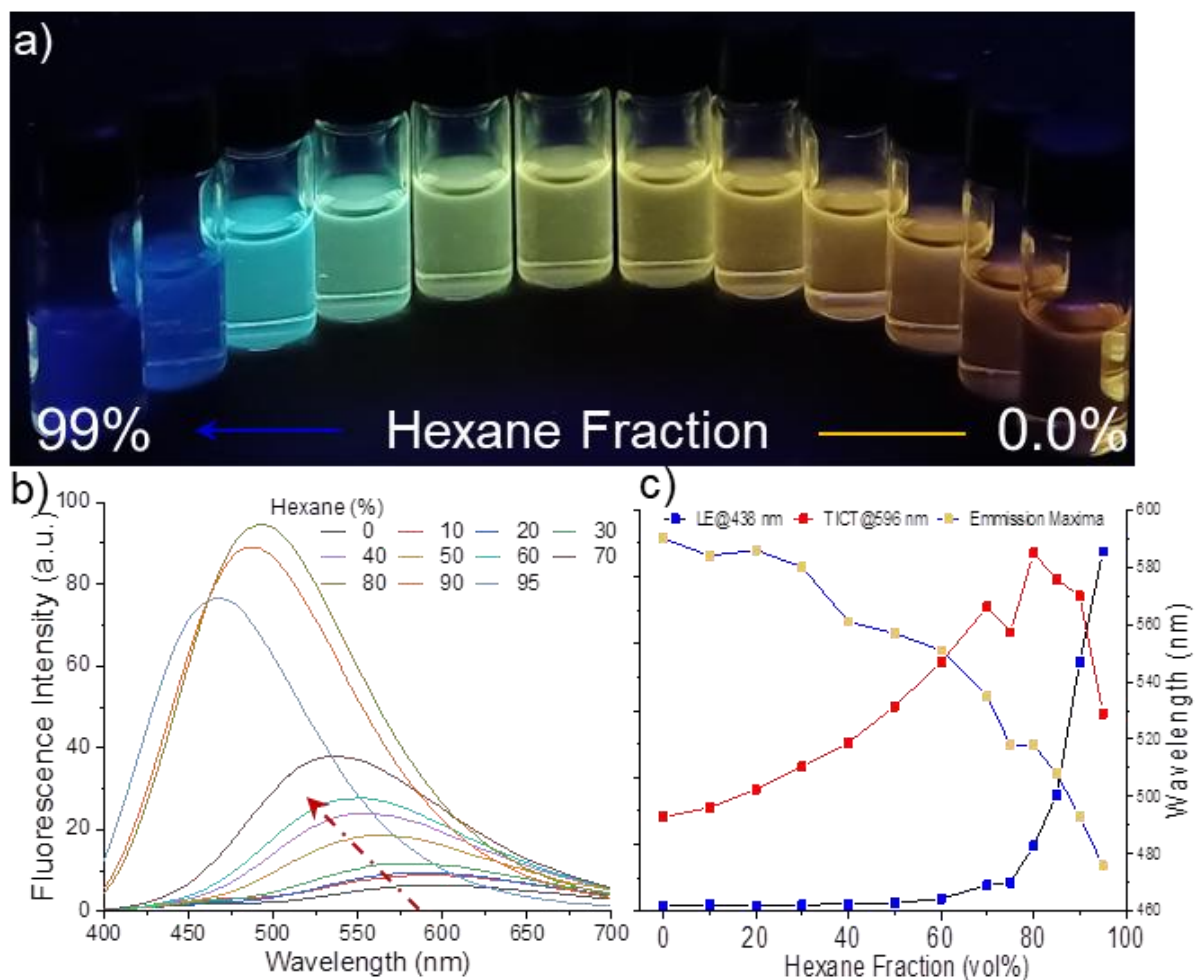 a)
99% Hexane Fraction 0.0%
b)
Hexane (%)
0 10 20 30
40 50 60 70
80 90 95
100
80
60
40
20
0
Fluorescence Intensity (a.u.)
400 450 500 550 600 650 700
Wavelength (nm)
c)
LE@438 nm TICT@596 nm Emmission Maxima
600
580
560
540
520
500
480
460
Wavelength (nm)
0 20 40 60 80 100
Hexane Fraction (vol%)